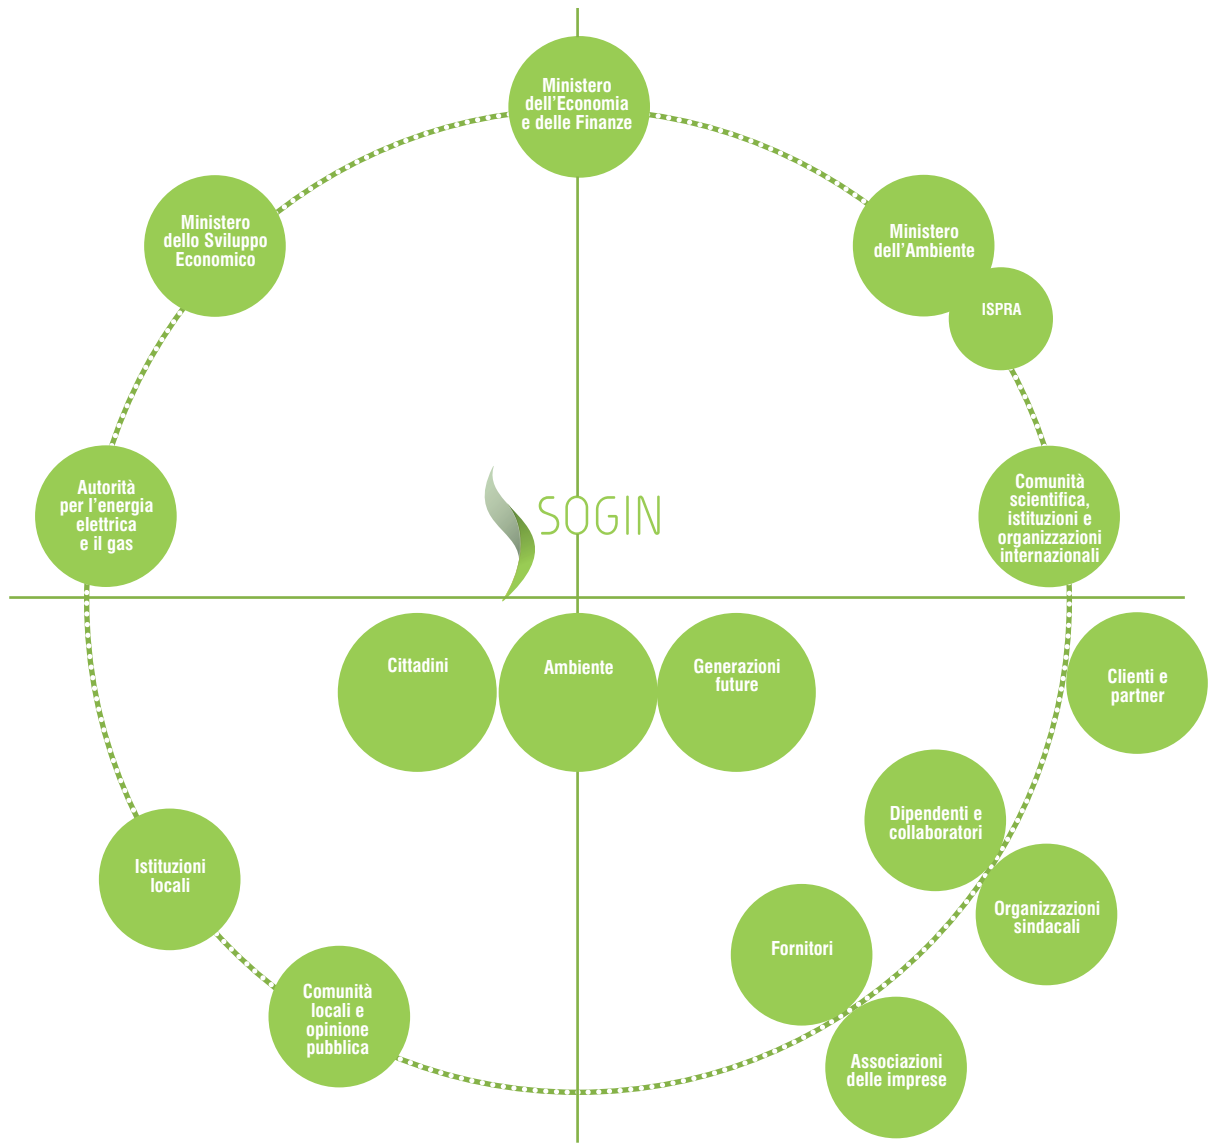 Ministero
dell'Economia
e delle Finanze
Ministero
dello Sviluppo
Economico
Ministero
dell'Ambiente
ISPRA
Autorità
per l'energia
elettrica
e il gas
SOGIN
Comunità
scientifica,
istituzioni e
organizzazioni
internazionali
Cittadini
Ambiente
Generazioni
future
Clienti e
partner
Dipendenti e
collaboratori
Istituzioni
locali
Organizzazioni
sindacali
Fornitori
Comunità
locali e
opinione
pubblica
Associazioni
delle imprese